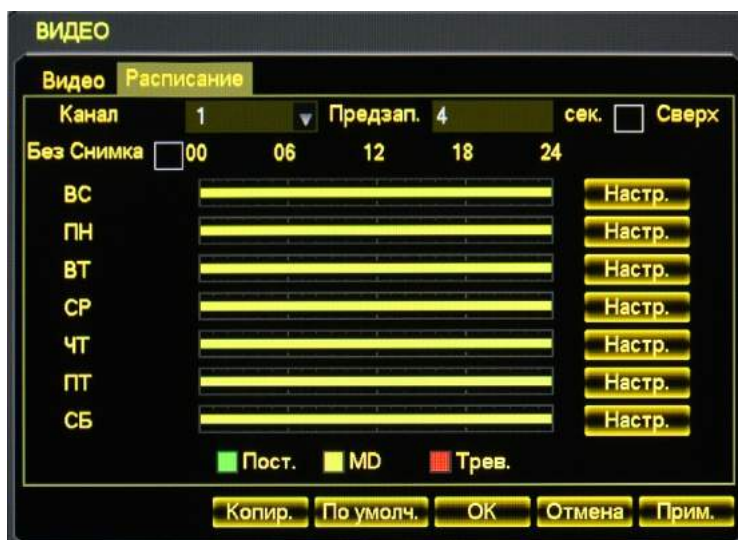 ВИДЕО
Видео Расписание
Канал 1 Предзап. 4 сек. Сверх
Без Снимка 00 06 12 18 24
ВС Настр.
ПН Настр.
ВТ Настр.
СР Настр.
ЧТ Настр.
ПТ Настр.
СБ Настр.
Пост. MD Трев.
Копир. По умолч. ОК Отмена Прим.